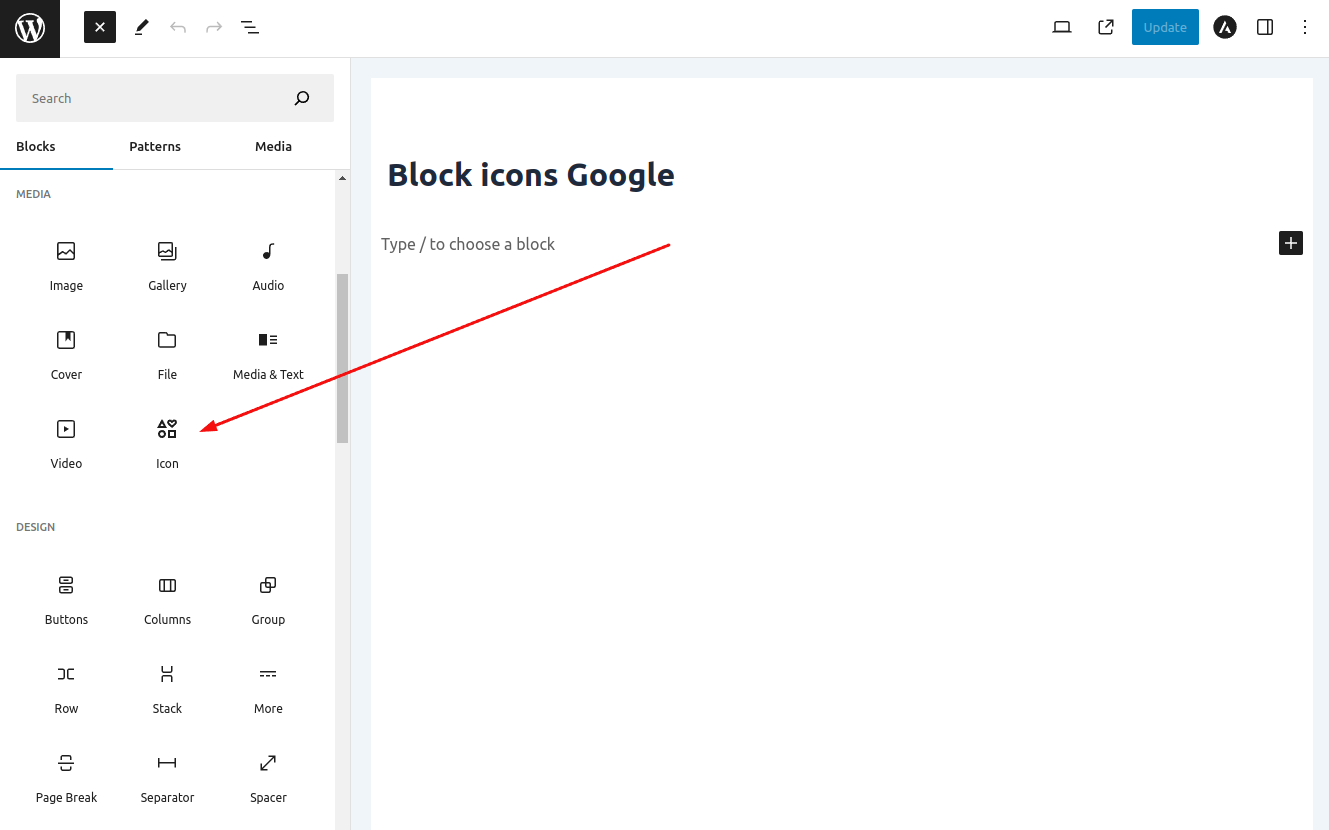 Update
Search
Blocks Patterns Media
MEDIA
Image Gallery Audio
Cover File Media & Text
Video Icon
DESIGN
Buttons Columns Group
Row Stack More
Page Break Separator Spacer
Block icons Google
Type / to choose a block